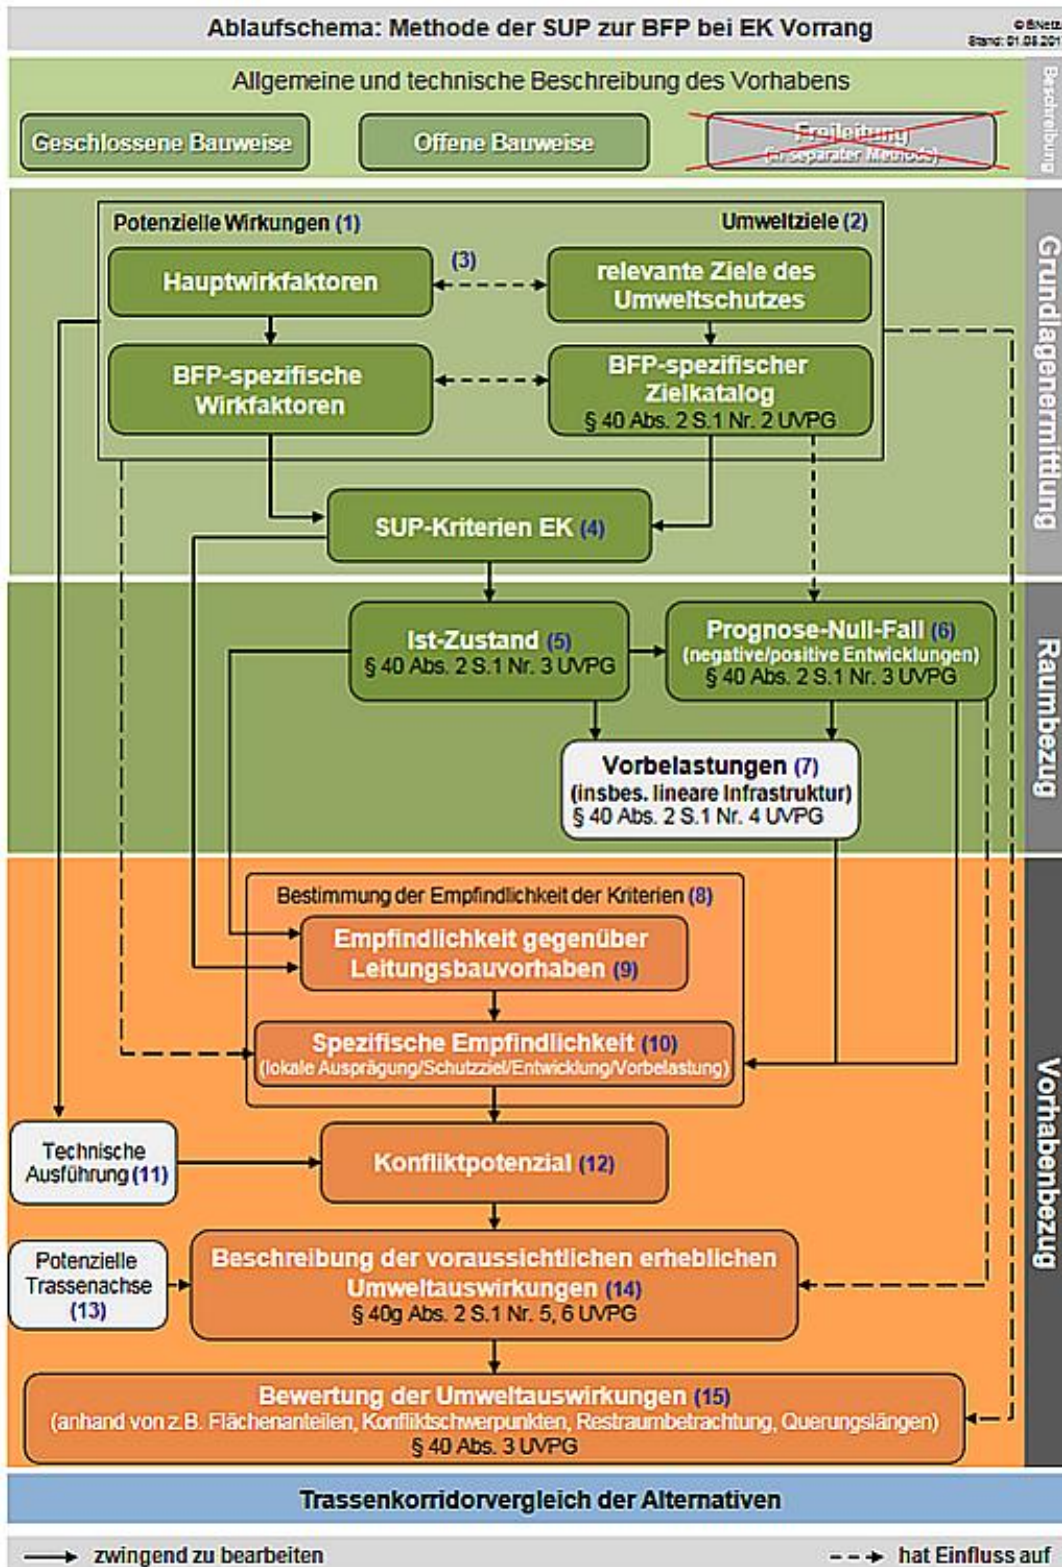 Ablaufschema: Methode der SUP zur BFP bei EK Vorrang
Stand: 01.08.201
Allgemeine und technische Beschreibung des Vorhabens
Beschreibung
Geschlossene Bauweise
Offene Bauweise
Freileitung
(in separater Methode)
Grundlagenermittlung
Potenzielle Wirkungen (1)
Umweltziele (2)
Hauptwirkfaktoren
(3)
relevante Ziele des
Umweltschutzes
BFP-spezifische
Wirkfaktoren
BFP-spezifischer
Zielkatalog
§ 40 Abs. 2 S.1 Nr. 2 UVPG
SUP-Kriterien EK (4)
Raumbezug
Ist-Zustand (5)
§ 40 Abs. 2 S.1 Nr. 3 UVPG
Prognose-Null-Fall (6)
(negative/positive Entwicklungen)
§ 40 Abs. 2 S.1 Nr. 3 UVPG
Vorbelastungen (7)
(insbes. lineare Infrastruktur)
§ 40 Abs. 2 S.1 Nr. 4 UVPG
Vorhabenbezug
Bestimmung der Empfindlichkeit der Kriterien (8)
Empfindlichkeit gegenüber
Leitungsbauvorhaben (9)
Spezifische Empfindlichkeit (10)
(lokale Ausprägung/Schutzziel/Entwicklung/Vorbelastung)
Technische
Ausführung (11)
Konfliktpotenzial (12)
Potenzielle
Trassenachse
(13)
Beschreibung der voraussichtlichen erheblichen
Umweltauswirkungen (14)
§ 40g Abs. 2 S.1 Nr. 5, 6 UVPG
Bewertung der Umweltauswirkungen (15)
(anhand von z.B. Flächenanteilen, Konfliktschwerpunkten, Restraumbetrachtung, Querungslängen)
§ 40 Abs. 3 UVPG
Trassenkorridorvergleich der Alternativen
zwingend zu bearbeiten
hat Einfluss auf